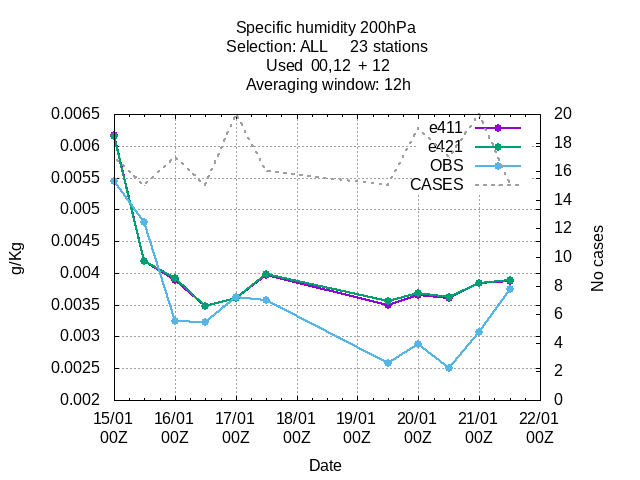 Specific humidity 200hPa
Selection: ALL     23 stations
Used  00,12  + 12
Averaging window: 12h
0.0065
0.006
0.0055
0.005
0.0045
0.004
0.0035
0.003
0.0025
0.002
g/Kg
e411
e421
OBS
CASES
20
18
16
14
12
10
8
6
4
2
0
No cases
15/01 16/01 17/01 18/01 19/01 20/01 21/01 22/01
00Z 00Z 00Z 00Z 00Z 00Z 00Z 00Z
Date